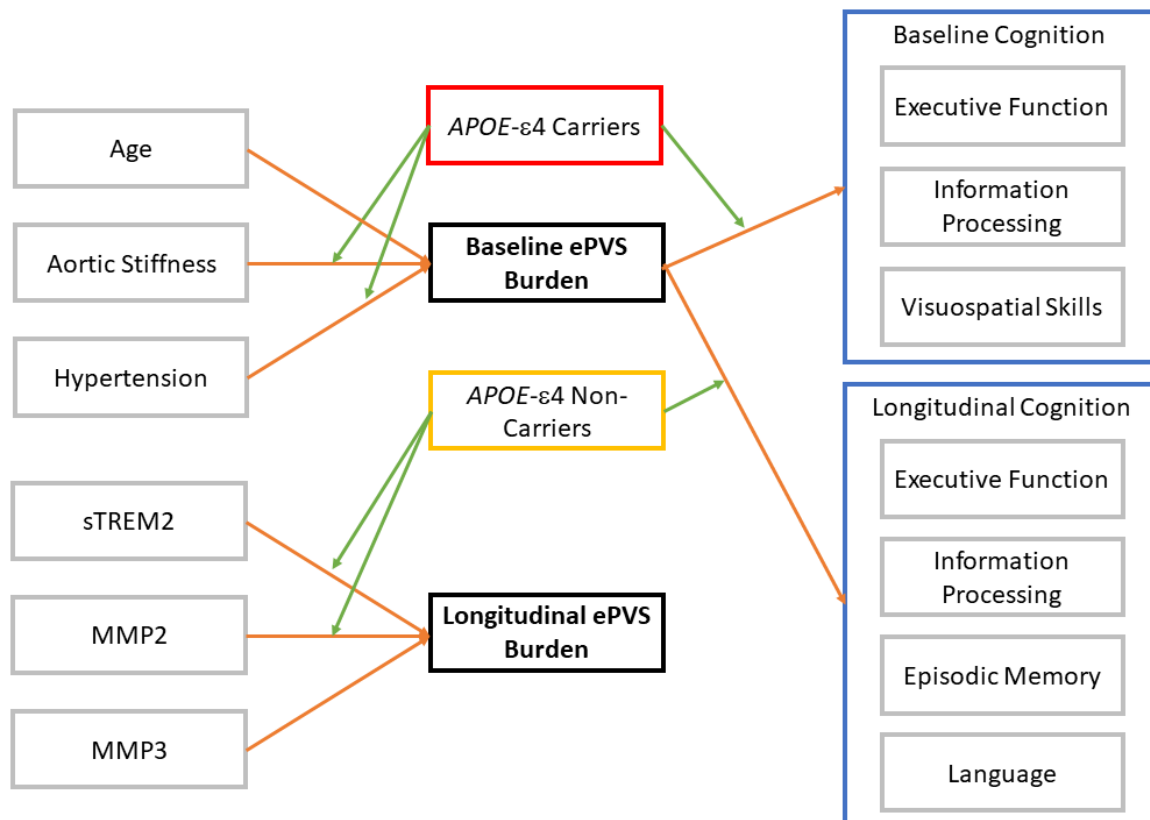 Age
Aortic Stiffness
Hypertension
sTREM2
MMP2
MMP3
APOE-ε4 Carriers
Baseline ePVS
Burden
APOE-ε4 Non-
Carriers
Longitudinal ePVS
Burden
Baseline Cognition
Executive Function
Information
Processing
Visuospatial Skills
Longitudinal Cognition
Executive Function
Information
Processing
Episodic Memory
Language